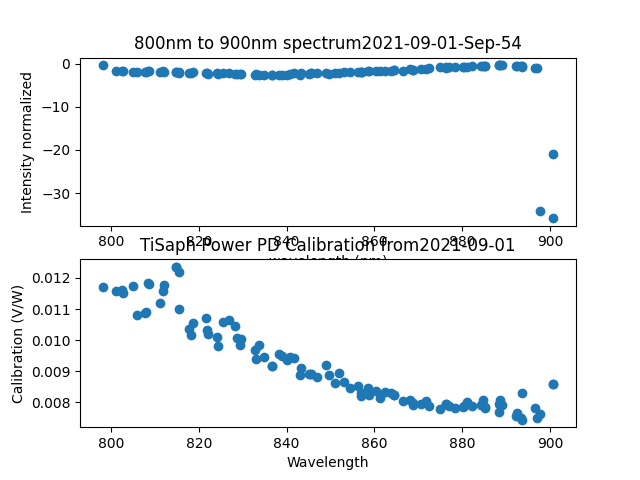 800nm to 900nm spectrum2021-09-01-Sep-54
0
−10
−20
−30
Intensity normalized
800 820 840 860 880 900
wavelength (nm)
TiSaph Power PD Calibration from2021-09-01
0.012
0.011
0.010
0.009
0.008
Calibration (V/W)
800 820 840 860 880 900
Wavelength